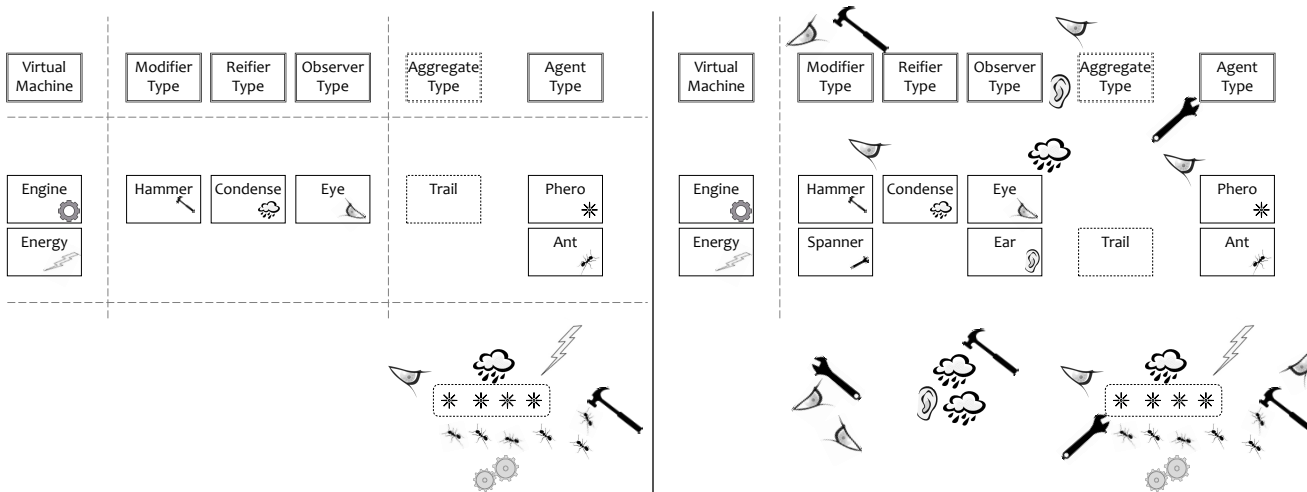 Virtual
Machine
Modifier
Type
Reifier
Type
Observer
Type
Aggregate
Type
Agent
Type
Engine
Hammer
Condense
Eye
Trail
Phero
Energy
Ant
Virtual
Machine
Modifier
Type
Reifier
Type
Observer
Type
Aggregate
Type
Agent
Type
Engine
Hammer
Condense
Eye
Phero
Energy
Spanner
Ear
Trail
Ant